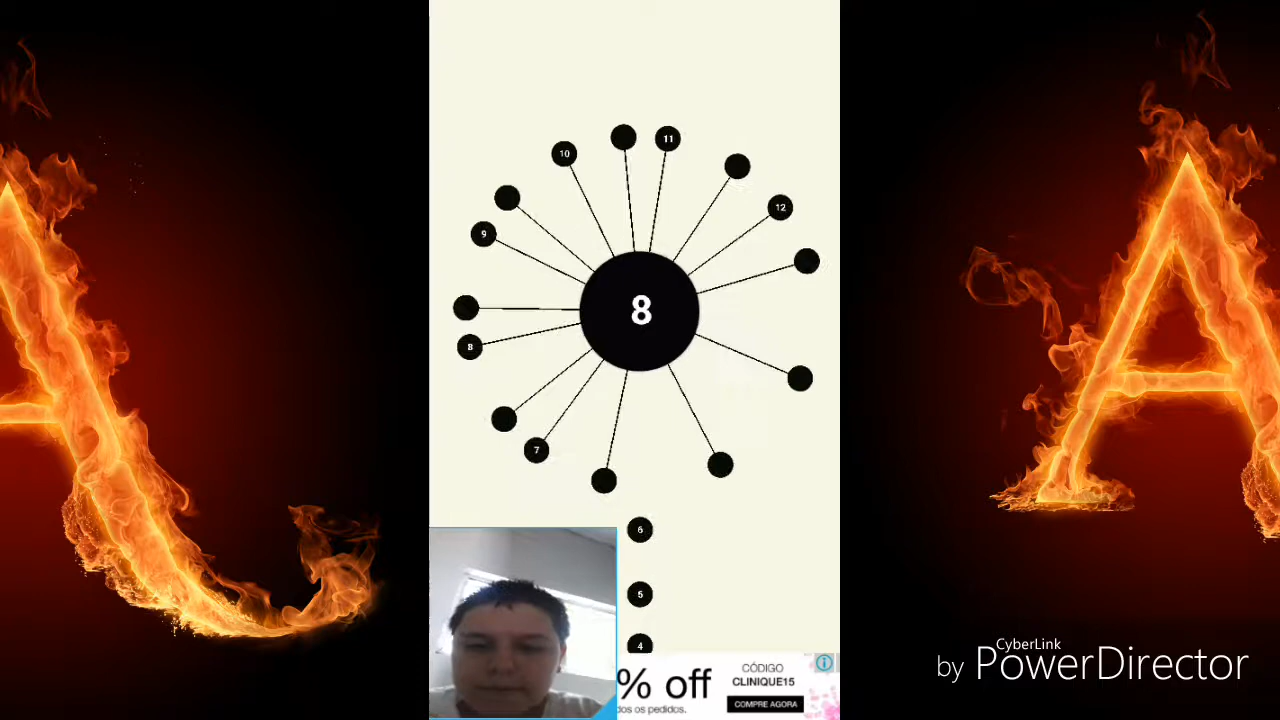 11
10
12
9
8
8
7
6
5
4
% off
dos os pedidos.
CÓDIGO
CLINIQUE15
COMPRE AGORA
A
CyberLink
by PowerDirector